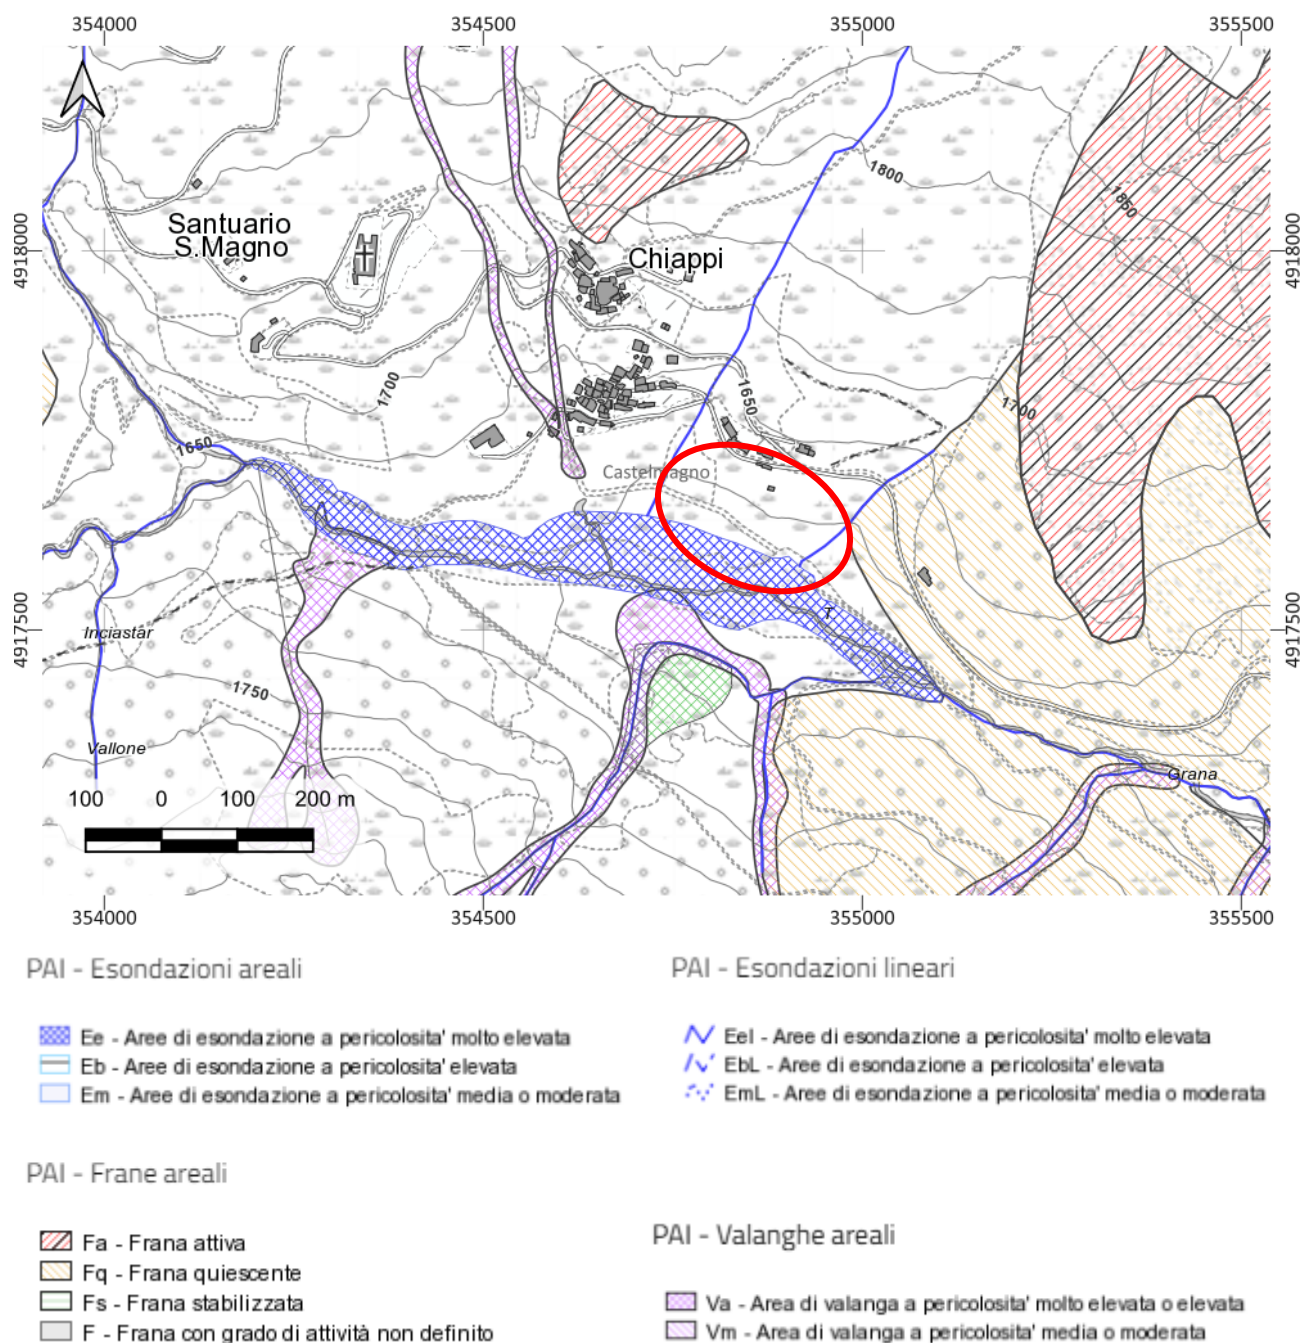 354000 354500 355000 355500
4918000
4918000
1800
1850
Santuario
S.Magno
Chiappi
1700
1650
1700
1650
Castelmagno
4917500
4917500
T
Inciastar
1750
Vallone
Grana
100 0 100 200 m
354000 354500 355000 355500
PAI - Esondazioni areali
Ee - Aree di esondazione a pericolosita' molto elevata
Eb - Aree di esondazione a pericolosita' elevata
Em - Aree di esondazione a pericolosita' media o moderata
PAI - Esondazioni lineari
Eel - Aree di esondazione a pericolosita' molto elevata
EbL - Aree di esondazione a pericolosita' elevata
EmL - Aree di esondazione a pericolosita' media o moderata
PAI - Frane areali
Fa - Frana attiva
Fq - Frana quiescente
Fs - Frana stabilizzata
F - Frana con grado di attività non definito
PAI - Valanghe areali
Va - Area di valanga a pericolosita' molto elevata o elevata
Vm - Area di valanga a pericolosita' media o moderata